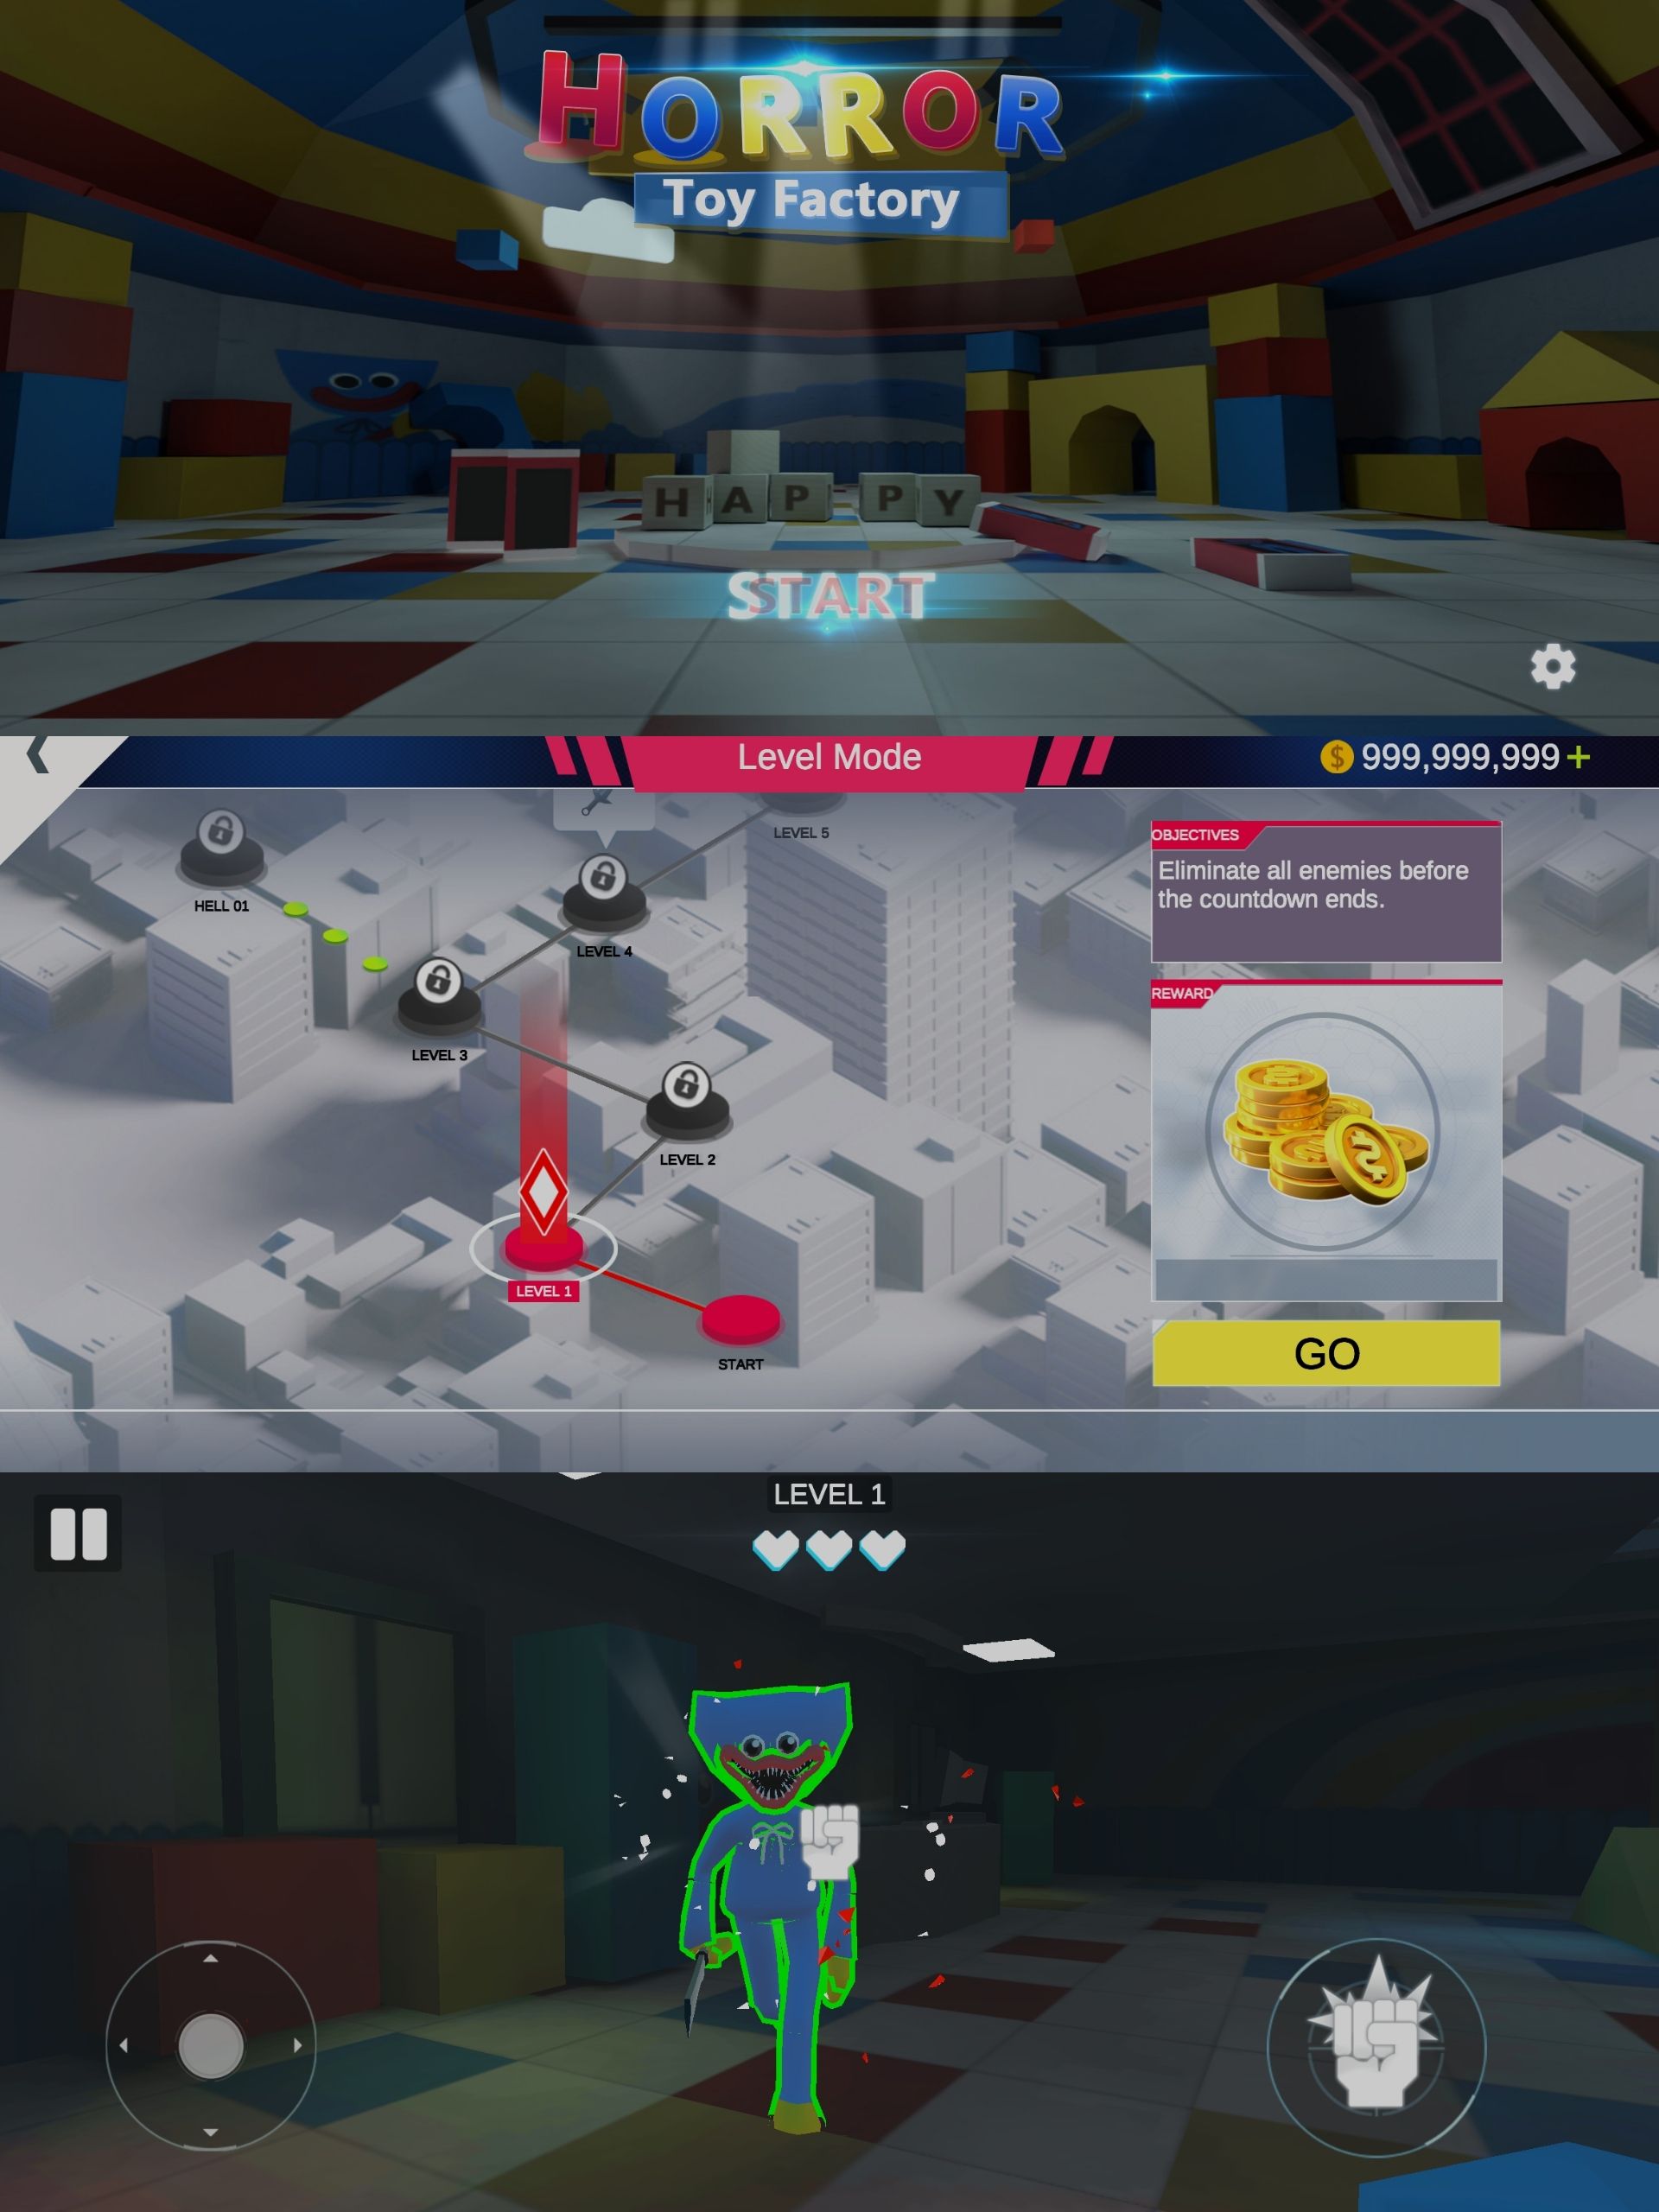 HORROR
Toy Factory
HAPPY
START
Level Mode
999,999,999+
LEVEL 5
OBJECTIVES
Eliminate all enemies before
the countdown ends.
HELL 01
LEVEL 4
REWARD
LEVEL 3
LEVEL 2
LEVEL 1
START
GO
LEVEL 1